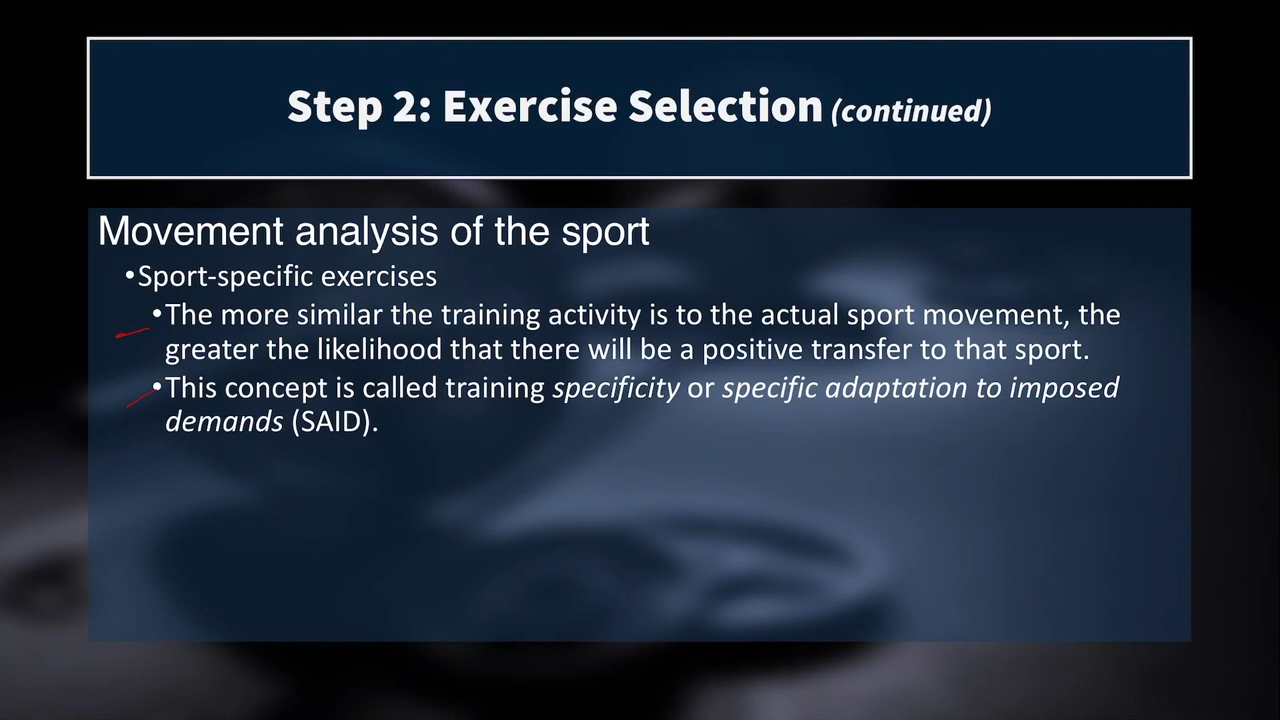 Step 2: Exercise Selection (continued)
Movement analysis of the sport
•Sport-specific exercises
•The more similar the training activity is to the actual sport movement, the
greater the likelihood that there will be a positive transfer to that sport.
•This concept is called training specificity or specific adaptation to imposed
demands (SAID).